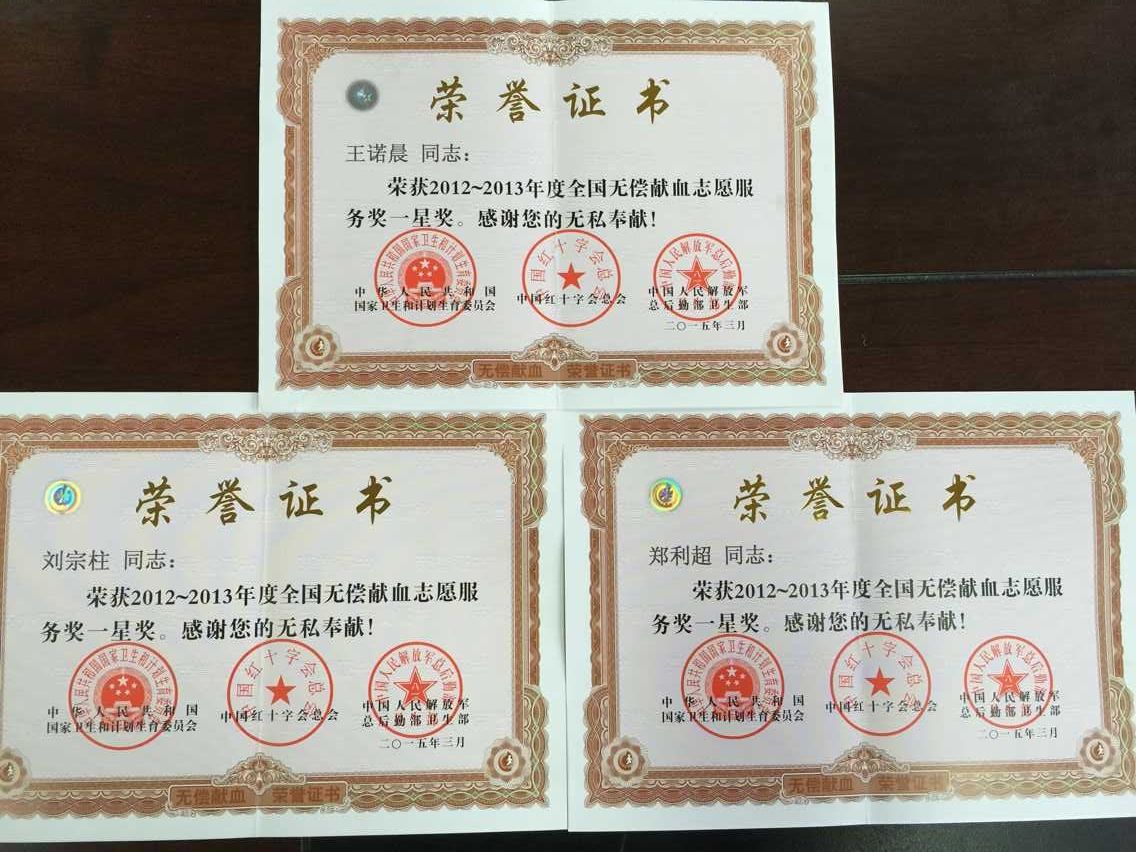 荣誉证书
王诺晨 同志：
荣获2012~2013年度全国无偿献血志愿服
务奖一星奖。感谢您的无私奉献！
中华人民共和国
国家卫生和计划生育委员会
中国红十字会总会
中国人民解放军
总后勤部卫生部
二〇一五年三月
无偿献血 荣誉证书
荣誉证书
刘宗柱 同志：
荣获2012~2013年度全国无偿献血志愿服
务奖一星奖。感谢您的无私奉献！
中华人民共和国
国家卫生和计划生育委员会
中国红十字会总会
中国人民解放军
总后勤部卫生部
二〇一五年三月
无偿献血 荣誉证书
荣誉证书
郑利超 同志：
荣获2012~2013年度全国无偿献血志愿服
务奖一星奖。感谢您的无私奉献！
中华人民共和国
国家卫生和计划生育委员会
中国红十字会总会
中国人民解放军
总后勤部卫生部
二〇一五年三月
无偿献血 荣誉证书